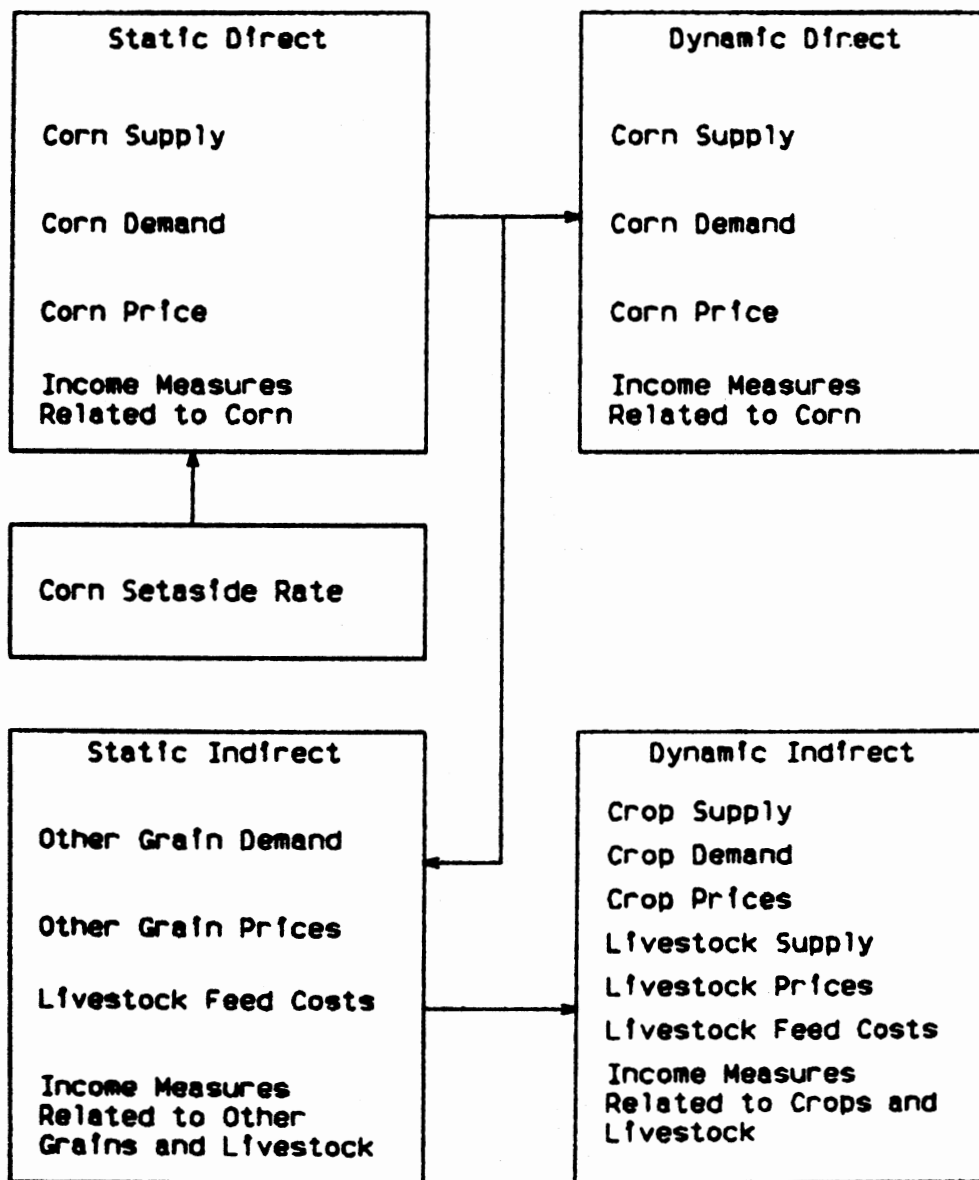 Static Direct
Corn Supply
Corn Demand
Corn Price
Income Measures
Related to Corn
Dynamic Direct
Corn Supply
Corn Demand
Corn Price
Income Measures
Related to Corn
Corn Setaside Rate
Static Indirect
Other Grain Demand
Other Grain Prices
Livestock Feed Costs
Income Measures
Related to Other
Grains and Livestock
Dynamic Indirect
Crop Supply
Crop Demand
Crop Prices
Livestock Supply
Livestock Prices
Livestock Feed Costs
Income Measures
Related to Crops and
Livestock